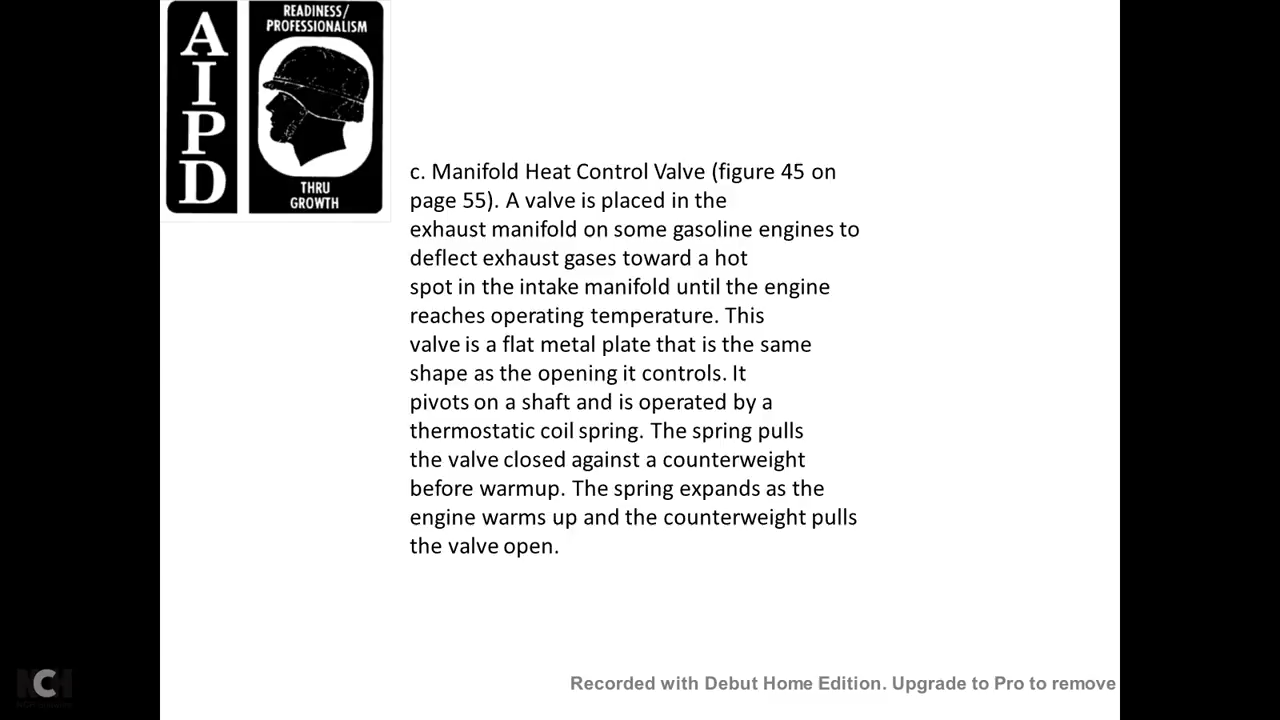 AIPD
READINESS/
PROFESSIONALISM
THRU
GROWTH
c. Manifold Heat Control Valve (figure 45 on
page 55). A valve is placed in the
exhaust manifold on some gasoline engines to
deflect exhaust gases toward a hot
spot in the intake manifold until the engine
reaches operating temperature. This
valve is a flat metal plate that is the same
shape as the opening it controls. It
pivots on a shaft and is operated by a
thermostatic coil spring. The spring pulls
the valve closed against a counterweight
before warmup. The spring expands as the
engine warms up and the counterweight pulls
the valve open.
NCH
Recorded with Debut Home Edition. Upgrade to Pro to remove